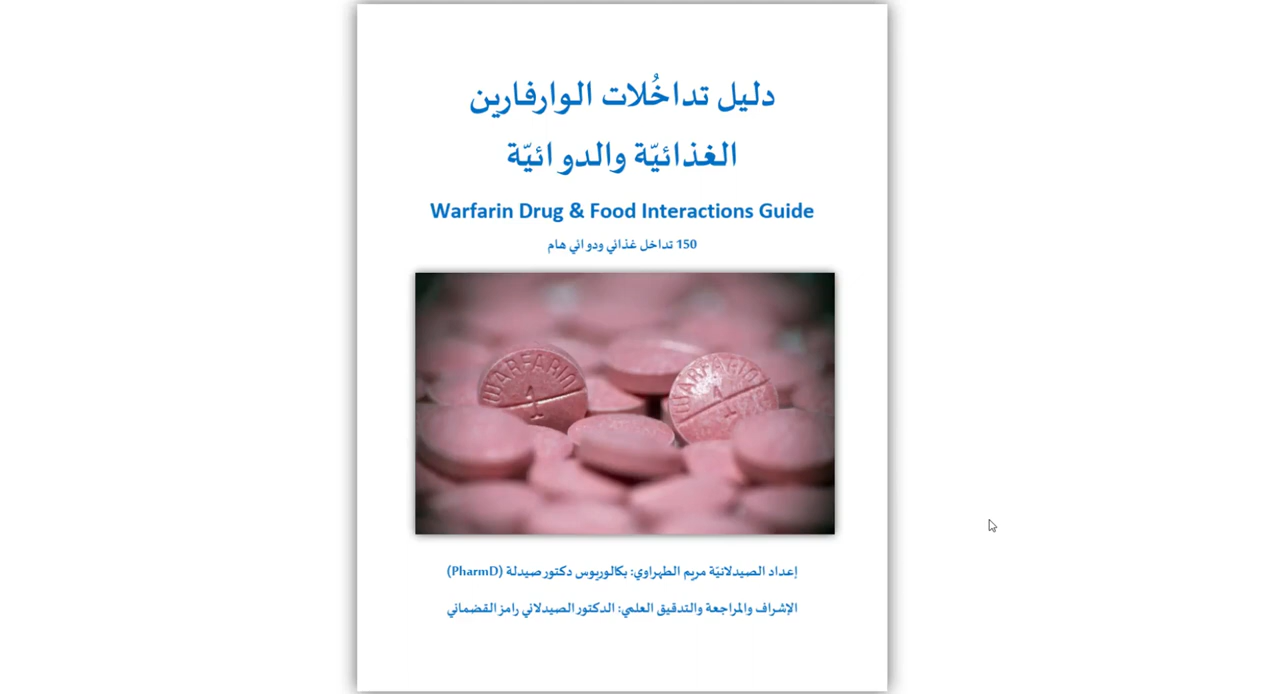 دليل تداخُلات الوارفارين
الغذائيّة والدوائيّة
Warfarin Drug & Food Interactions Guide
150 تداخل غذائي ودوائي هام
WARFARIN
WARFARIN
إعداد الصيدلانيّة مريم الطهراوي: بكالوريوس دكتور صيدلة (PharmD)
الإشراف والمراجعة والتدقيق العلمي: الدكتور الصيدلاني رامز القضماني